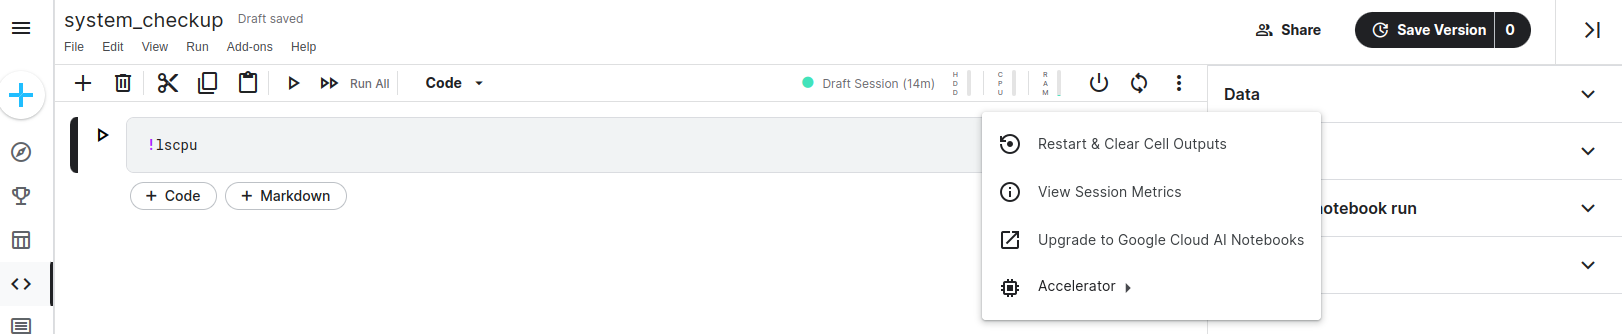 system_checkup Draft saved
File Edit View Run Add-ons Help
Share
Save Version 0
Run All
Code
Draft Session (14m)
HDD
CPU
RAM
Data
!lscpu
+ Code
+ Markdown
Restart & Clear Cell Outputs
View Session Metrics
Upgrade to Google Cloud AI Notebooks
Accelerator
notebook run